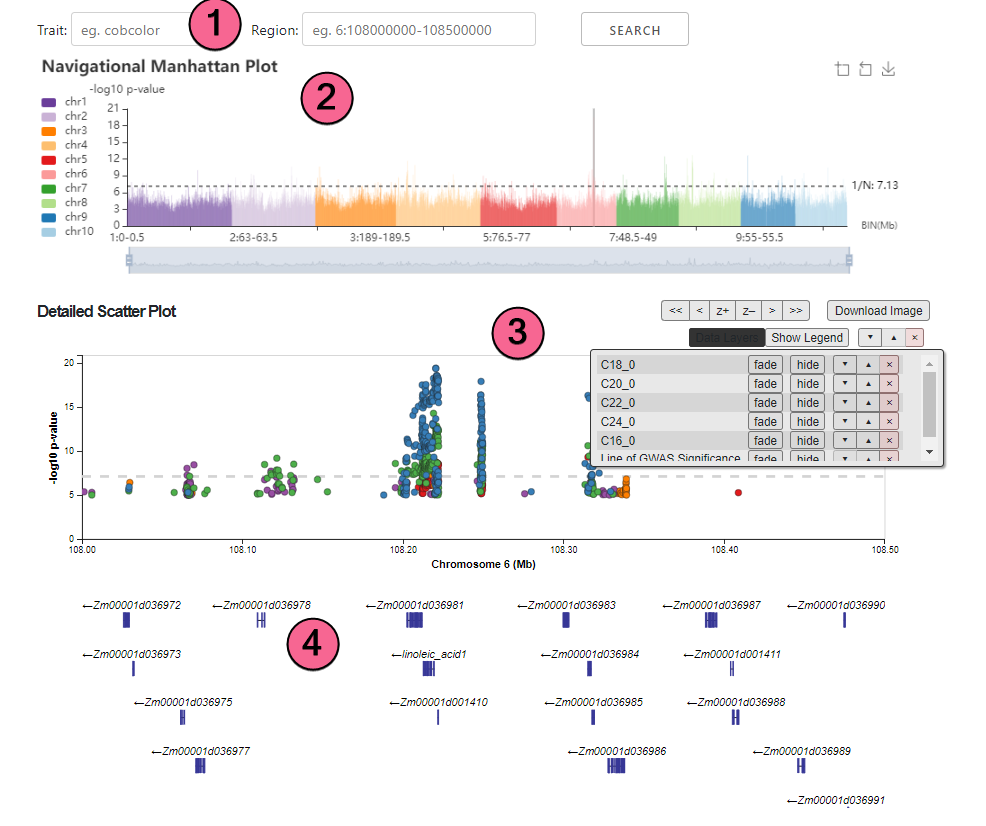 Trait: eg. cobcolor 1 Region: eg. 6:108000000-108500000 SEARCH
Navigational Manhattan Plot
2
-log10 p-value
chr1
chr2
chr3
chr4
chr5
chr6
chr7
chr8
chr9
chr10
21
18
15
12
9
6
3
0
1/N: 7.13
BIN(Mb)
1:0-0.5 2:63-63.5 3:189-189.5 5:76.5-77 7:48.5-49 9:55-55.5
Detailed Scatter Plot
3
<< < z+ z– > >> Download Image
Data Layers Show Legend ▼ ▲ ×
C18_0 fade hide ▼ ▲ ×
C20_0 fade hide ▼ ▲ ×
C22_0 fade hide ▼ ▲ ×
C24_0 fade hide ▼ ▲ ×
C16_0 fade hide ▼ ▲ ×
Line of GWAS Significance fade hide ▼ ▲ ×
-log10 p-value
20
15
10
5
0
108.00 108.10 108.20 108.30 108.40 108.50
Chromosome 6 (Mb)
←Zm00001d036972 ←Zm00001d036978 ←Zm00001d036981 ←Zm00001d036983 ←Zm00001d036987 ←Zm00001d036990
4
←Zm00001d036973 ←linoleic_acid1 ←Zm00001d036984 ←Zm00001d001411
←Zm00001d036975 ←Zm00001d001410 ←Zm00001d036985 ←Zm00001d036988
←Zm00001d036977 ←Zm00001d036986 ←Zm00001d036989
←Zm00001d036991